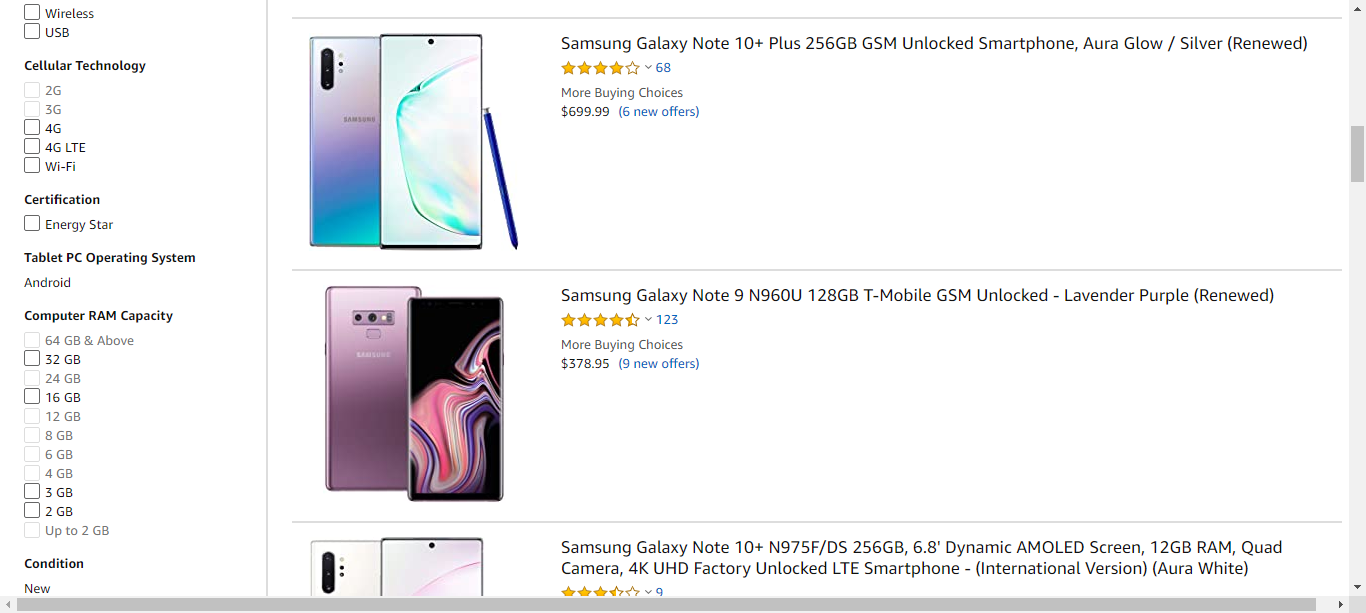 Wireless
USB
Cellular Technology
2G
3G
4G
4G LTE
Wi-Fi
Certification
Energy Star
Tablet PC Operating System
Android
Computer RAM Capacity
64 GB & Above
32 GB
24 GB
16 GB
12 GB
8 GB
6 GB
4 GB
3 GB
2 GB
Up to 2 GB
Condition
New
SAMSUNG
Samsung Galaxy Note 10+ Plus 256GB GSM Unlocked Smartphone, Aura Glow / Silver (Renewed)
68
More Buying Choices
$699.99 (6 new offers)
SAMSUNG
Samsung Galaxy Note 9 N960U 128GB T-Mobile GSM Unlocked - Lavender Purple (Renewed)
123
More Buying Choices
$378.95 (9 new offers)
Samsung Galaxy Note 10+ N975F/DS 256GB, 6.8' Dynamic AMOLED Screen, 12GB RAM, Quad
Camera, 4K UHD Factory Unlocked LTE Smartphone - (International Version) (Aura White)
9